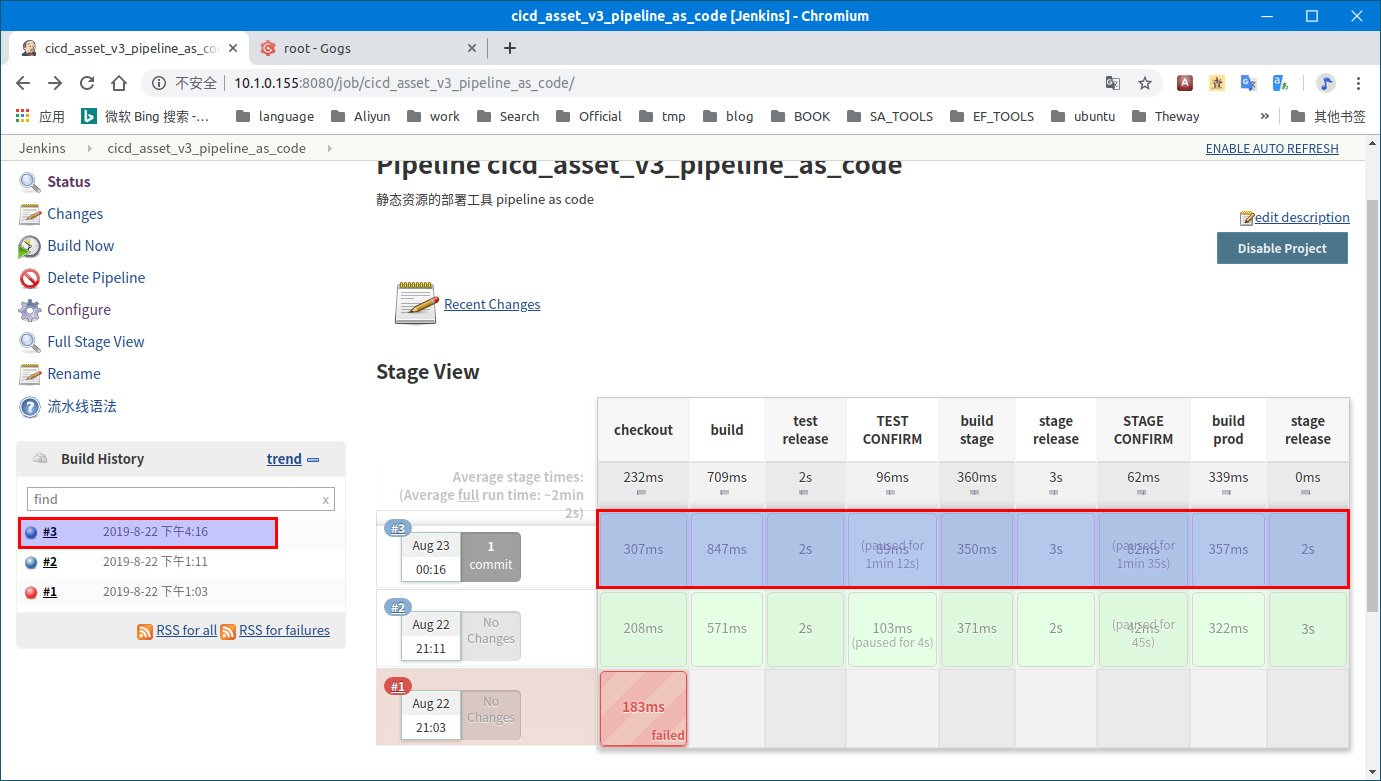 cicd_asset_v3_pipeline_as_code [Jenkins] - Chromium
cicd_asset_v3_pipeline_as_co
root - Gogs
不安全
10.1.0.155:8080/job/cicd_asset_v3_pipeline_as_code/
应用
微软 Bing 搜索 -...
language
Aliyun
work
Search
Official
tmp
blog
BOOK
SA_TOOLS
EF_TOOLS
ubuntu
Theway
»
其他书签
Jenkins
cicd_asset_v3_pipeline_as_code
ENABLE AUTO REFRESH
Status
Changes
Build Now
Delete Pipeline
Configure
Full Stage View
Rename
流水线语法
Build History
trend
find
x
#3 2019-8-22 下午4:16
#2 2019-8-22 下午1:11
#1 2019-8-22 下午1:03
RSS for all RSS for failures
Pipeline cicd_asset_v3_pipeline_as_code
静态资源的部署工具 pipeline as code
edit description
Disable Project
Recent Changes
Stage View
checkout
build
test
release
TEST
CONFIRM
build
stage
stage
release
STAGE
CONFIRM
build
prod
stage
release
Average stage times:
(Average full run time: ~2min
2s)
232ms
709ms
2s
96ms
360ms
3s
62ms
339ms
0ms
#3
Aug 23
00:16
1
commit
307ms
847ms
2s
89ms
(paused for
1min 12s)
350ms
3s
82ms
(paused for
1min 35s)
357ms
2s
#2
Aug 22
21:11
No
Changes
208ms
571ms
2s
103ms
(paused for 4s)
371ms
2s
42ms
(paused for
45s)
322ms
3s
#1
Aug 22
21:03
No
Changes
183ms
failed